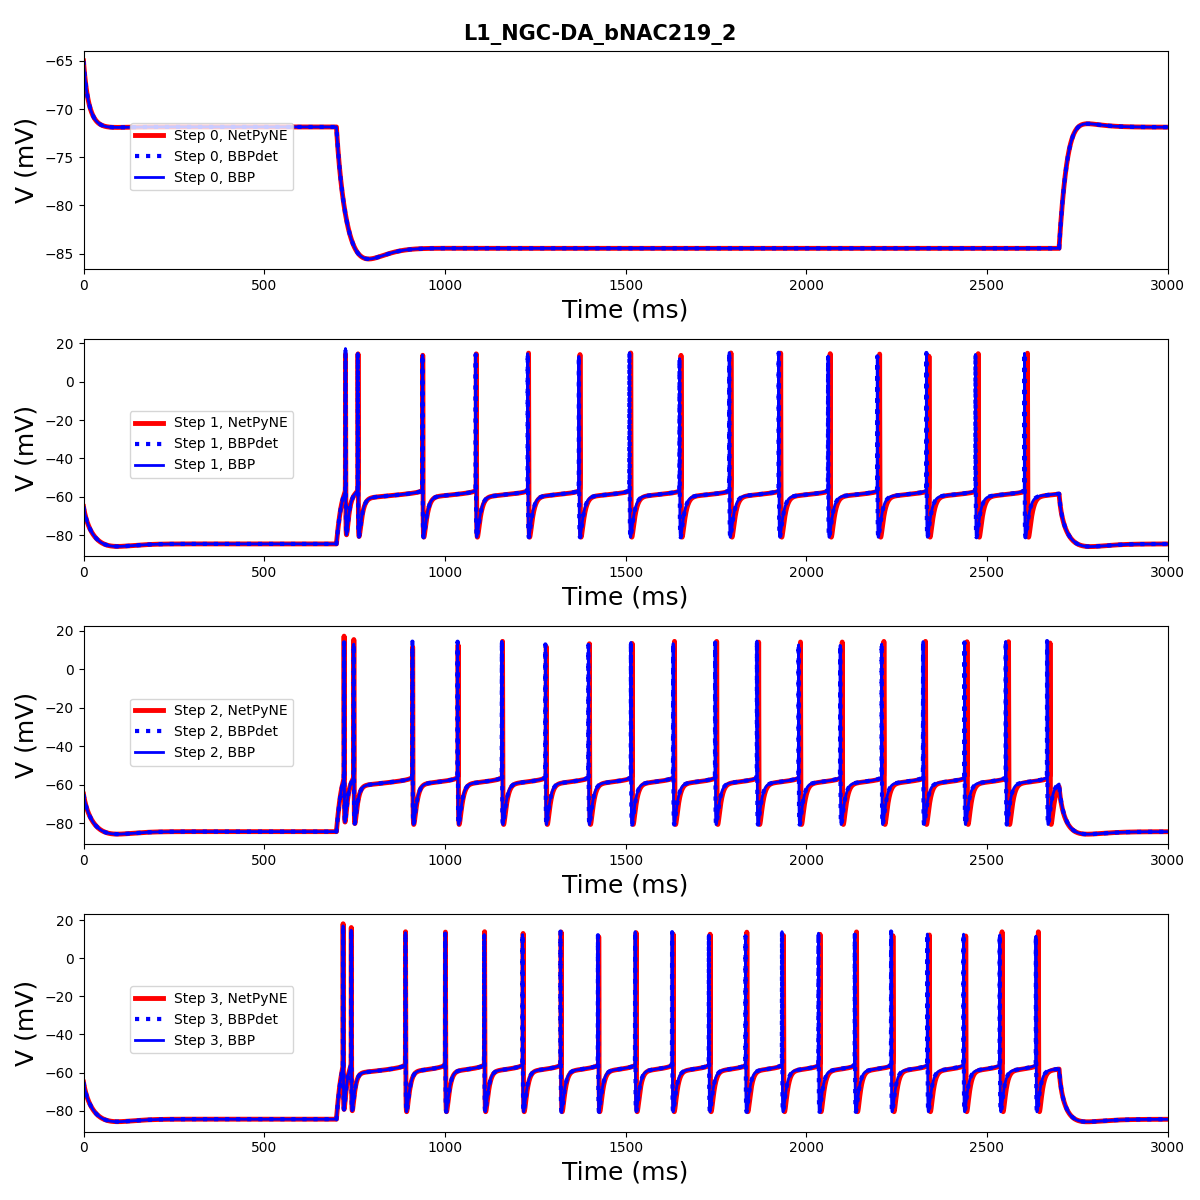 L1_NGC-DA_bNAC219_2
−65
−70
−75
−80
−85
V (mV)
Step 0, NetPyNE
Step 0, BBPdet
Step 0, BBP
0 500 1000 1500 2000 2500 3000
Time (ms)
20
0
−20
−40
−60
−80
V (mV)
Step 1, NetPyNE
Step 1, BBPdet
Step 1, BBP
0 500 1000 1500 2000 2500 3000
Time (ms)
20
0
−20
−40
−60
−80
V (mV)
Step 2, NetPyNE
Step 2, BBPdet
Step 2, BBP
0 500 1000 1500 2000 2500 3000
Time (ms)
20
0
−20
−40
−60
−80
V (mV)
Step 3, NetPyNE
Step 3, BBPdet
Step 3, BBP
0 500 1000 1500 2000 2500 3000
Time (ms)